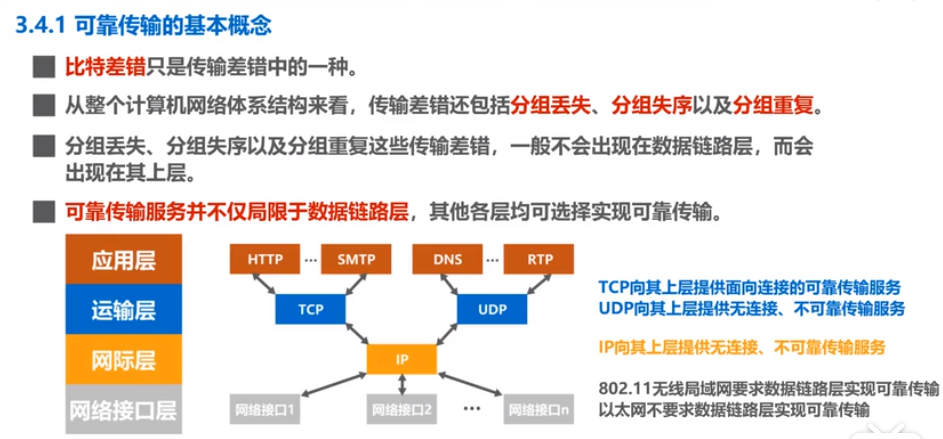 3.4.1 可靠传输的基本概念
比特差错只是传输差错中的一种。
从整个计算机网络体系结构来看，传输差错还包括分组丢失、分组失序以及分组重复。
分组丢失、分组失序以及分组重复这些传输差错，一般不会出现在数据链路层，而会
出现在其上层。
可靠传输服务并不仅局限于数据链路层，其他各层均可选择实现可靠传输。
应用层
HTTP ··· SMTP DNS ··· RTP
运输层
TCP UDP
TCP向其上层提供面向连接的可靠传输服务
UDP向其上层提供无连接、不可靠传输服务
网际层
IP
IP向其上层提供无连接、不可靠传输服务
网络接口层
网络接口1 网络接口2 ··· 网络接口n
802.11无线局域网要求数据链路层实现可靠传输
以太网不要求数据链路层实现可靠传输